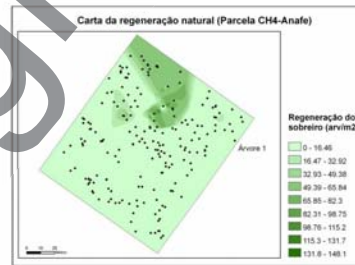 Carta da regeneração natural (Parcela CH4-Anafe)
Árvore 1
Regeneração do
sobreiro (arv/m2
0 - 16.46
16.47 - 32.92
32.93 - 49.38
49.39 - 65.84
65.85 - 82.3
82.31 - 98.75
98.76 - 115.2
115.3 - 131.7
131.8 - 148.1